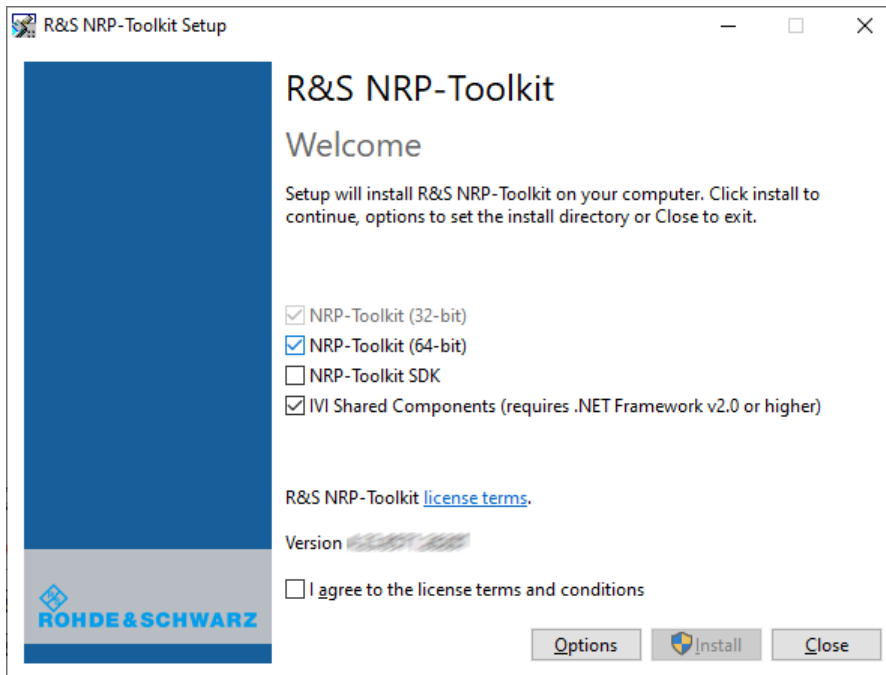 R&S NRP-Toolkit Setup
R&S NRP-Toolkit
Welcome
Setup will install R&S NRP-Toolkit on your computer. Click install to
continue, options to set the install directory or Close to exit.
NRP-Toolkit (32-bit)
NRP-Toolkit (64-bit)
NRP-Toolkit SDK
IVI Shared Components (requires .NET Framework v2.0 or higher)
R&S NRP-Toolkit license terms.
Version
I agree to the license terms and conditions
ROHDE&SCHWARZ
Options Install Close